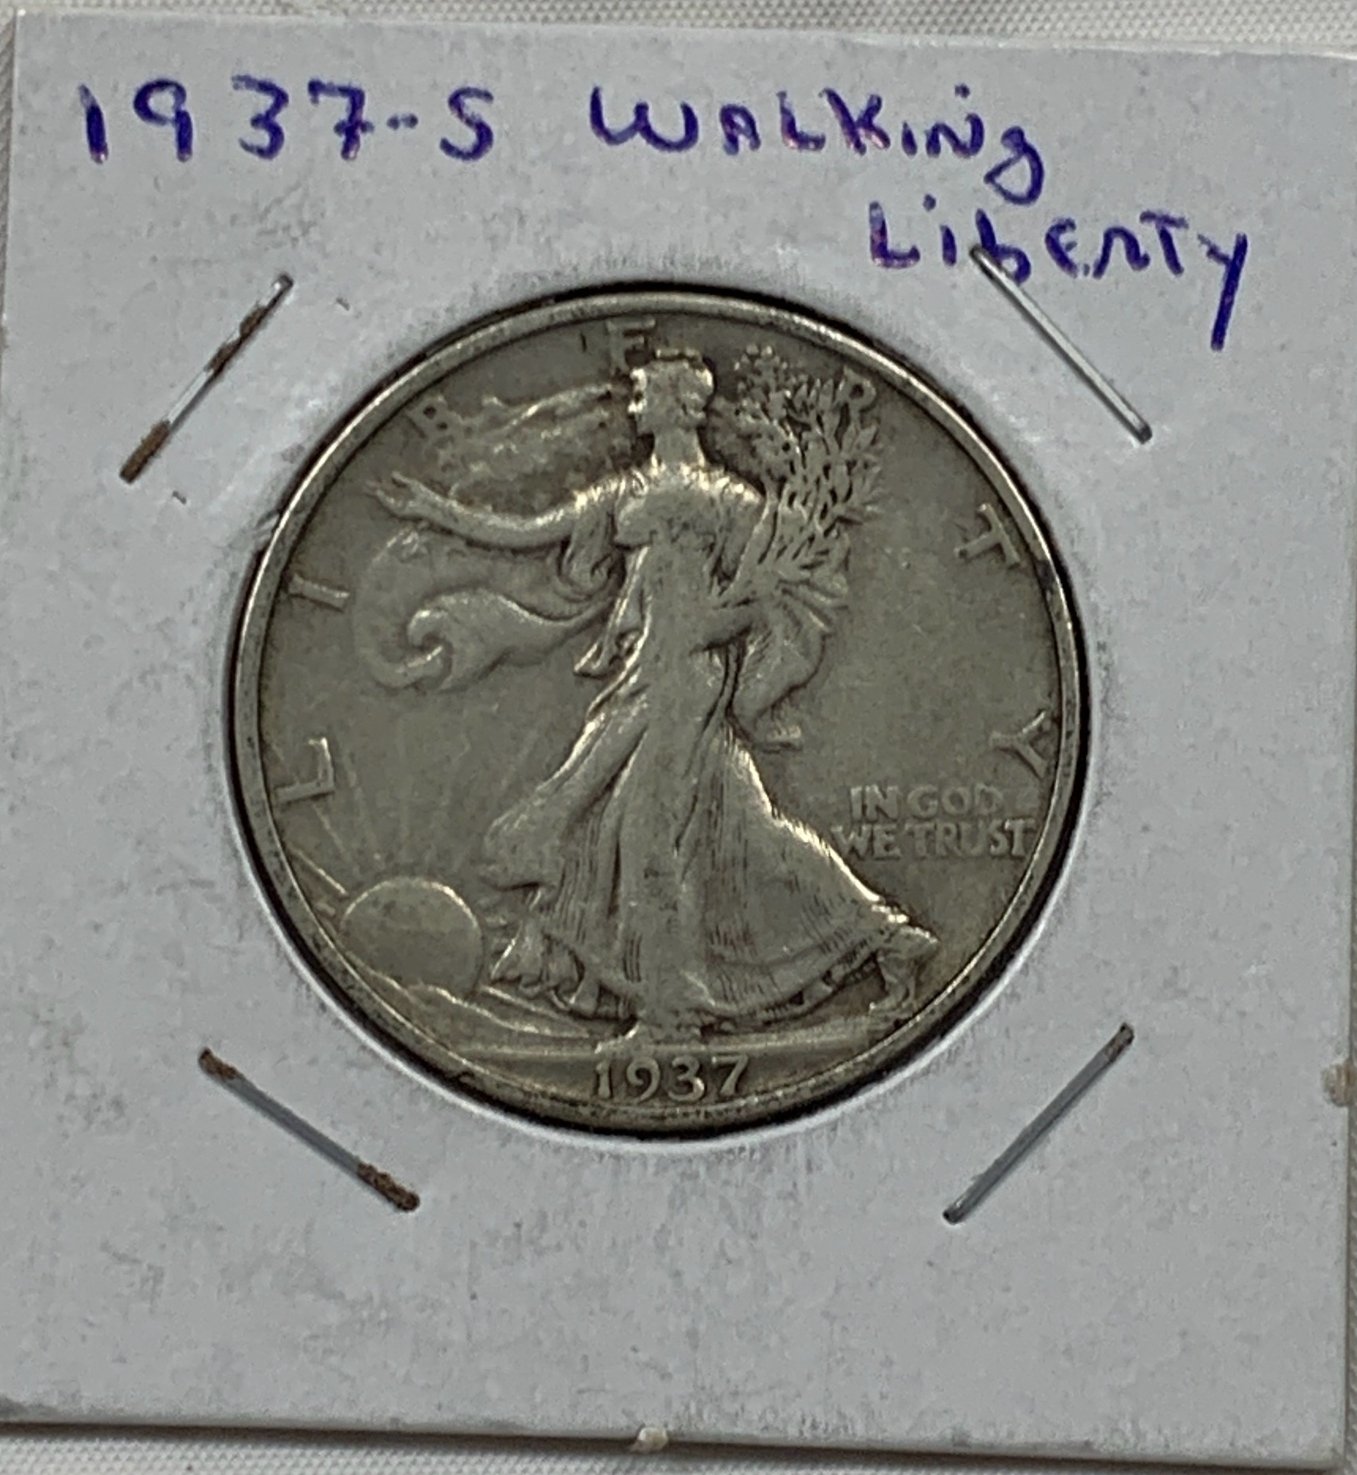 1937-S WALKing
LibERTY
LIBERTY
IN GOD
WE TRUST
1937